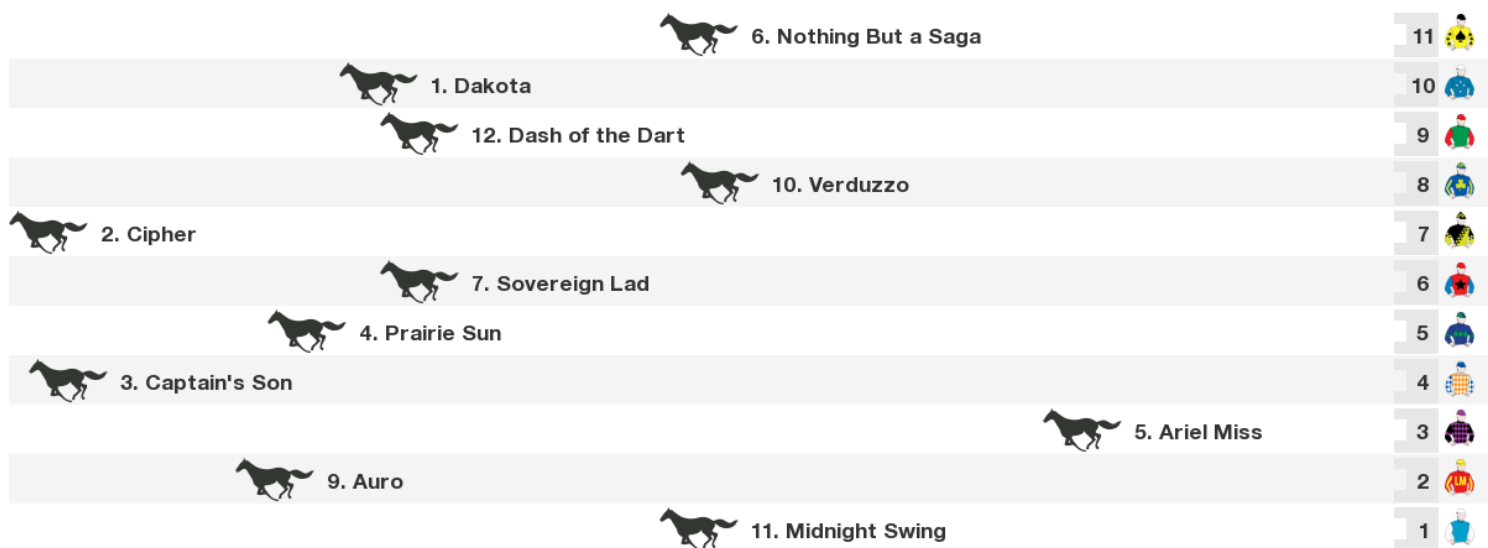 6. Nothing But a Saga 11
1. Dakota 10
12. Dash of the Dart 9
10. Verduzzo 8
2. Cipher 7
7. Sovereign Lad 6
4. Prairie Sun 5
3. Captain's Son 4
5. Ariel Miss 3
9. Auro 2 LM
11. Midnight Swing 1